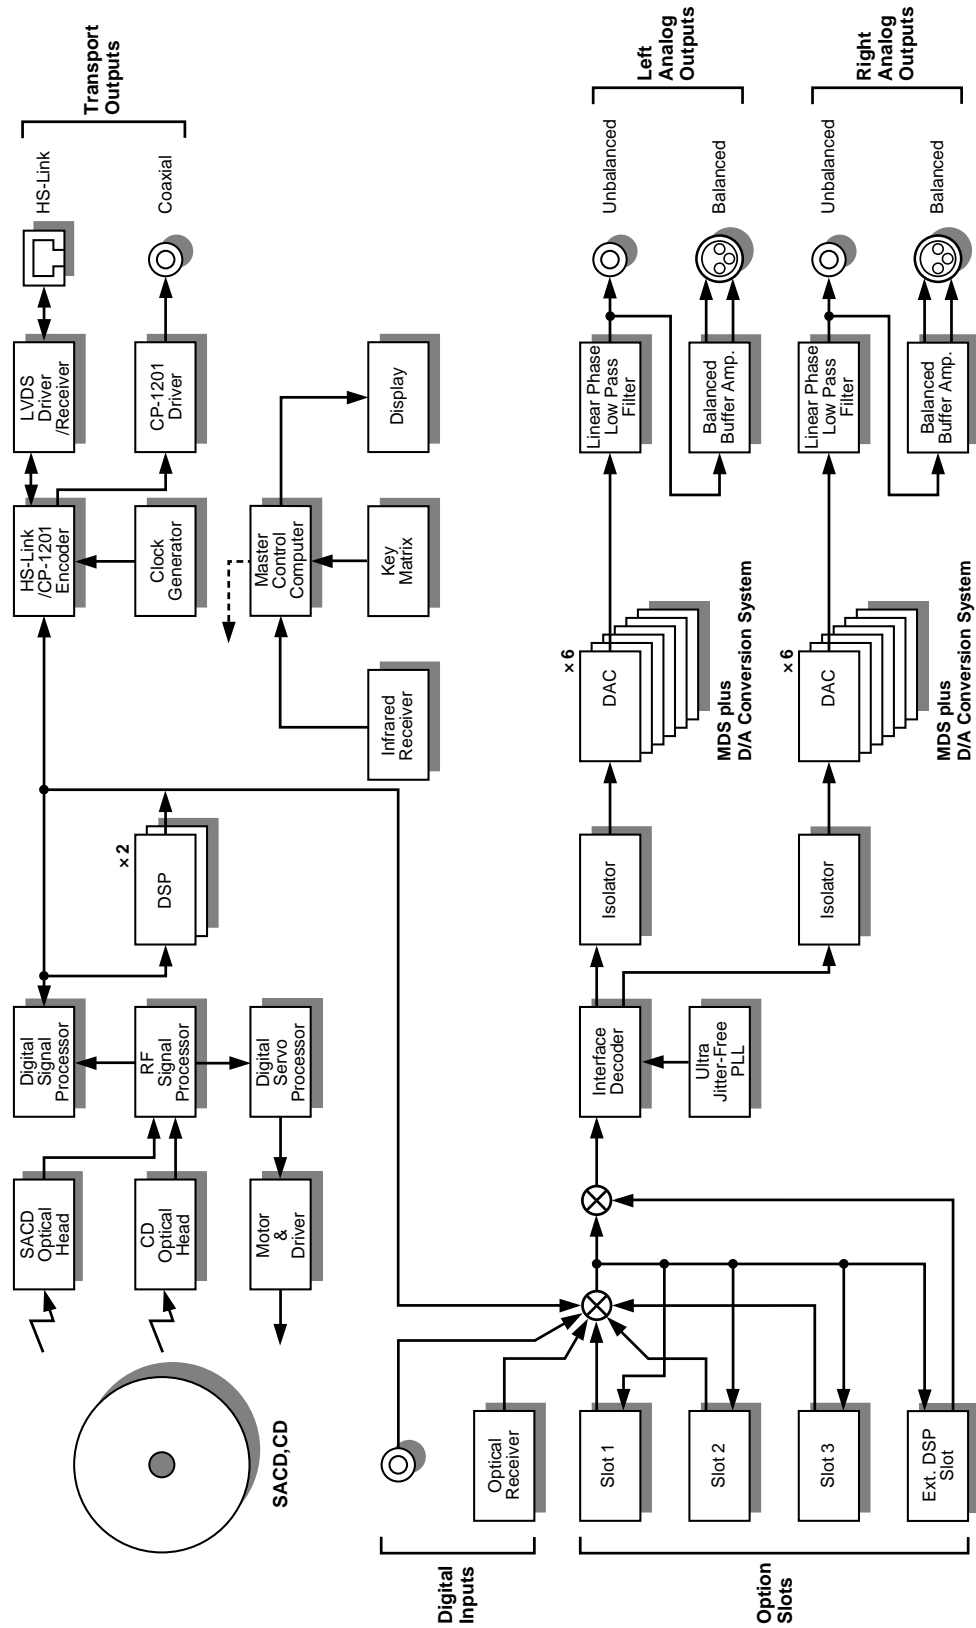 SACD,CD
SACD
Optical
Head
CD
Optical
Head
Motor
&
Driver
Digital
Signal
Processor
RF
Signal
Processor
Digital
Servo
Processor
× 2
DSP
Infrared
Receiver
HS-Link
/CP-1201
Encoder
Clock
Generator
Master
Control
Computer
Key
Matrix
LVDS
Driver
/Receiver
CP-1201
Driver
Display
HS-Link
Coaxial
Transport
Outputs
Digital
Inputs
Optical
Receiver
Option
Slots
Slot 1
Slot 2
Slot 3
Ext. DSP
Slot
Interface
Decoder
Ultra
Jitter-Free
PLL
Isolator
Isolator
× 6
DAC
MDS plus
D/A Conversion System
× 6
DAC
MDS plus
D/A Conversion System
Linear Phase
Low Pass
Filter
Balanced
Buffer Amp.
Linear Phase
Low Pass
Filter
Balanced
Buffer Amp.
Unbalanced
Balanced
Unbalanced
Balanced
Left
Analog
Outputs
Right
Analog
Outputs